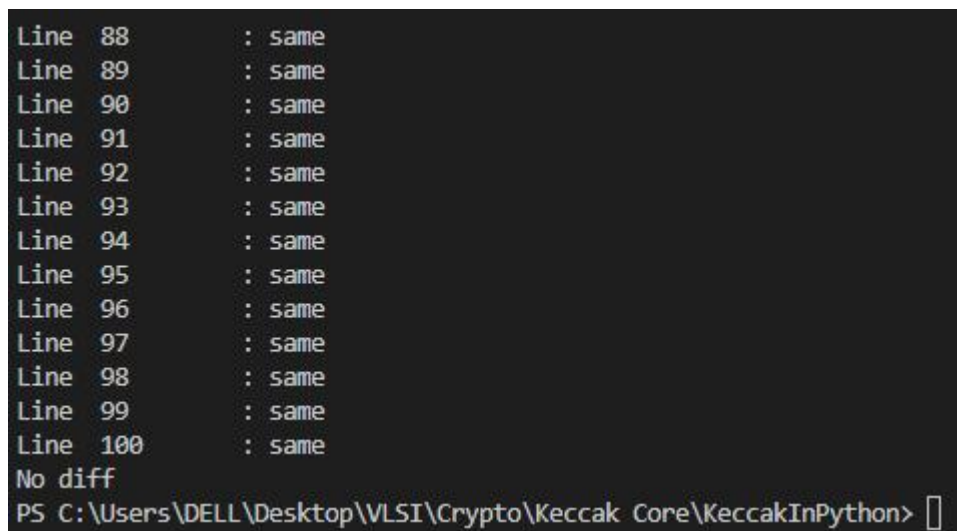 Line  88        : same
Line  89        : same
Line  90        : same
Line  91        : same
Line  92        : same
Line  93        : same
Line  94        : same
Line  95        : same
Line  96        : same
Line  97        : same
Line  98        : same
Line  99        : same
Line  100       : same
No diff
PS C:\Users\DELL\Desktop\VLSI\Crypto\Keccak Core\KeccakInPython>